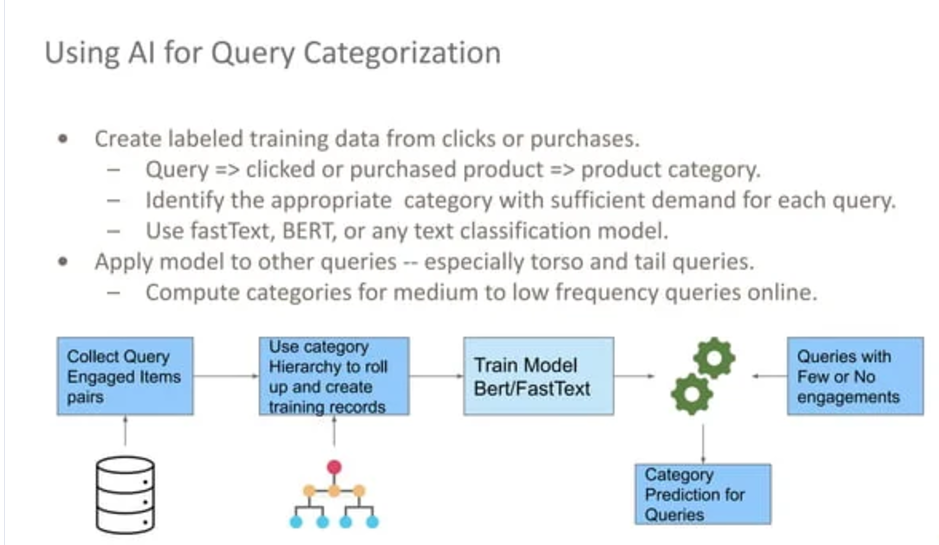 Using AI for Query Categorization
• Create labeled training data from clicks or purchases.
– Query => clicked or purchased product => product category.
– Identify the appropriate category with sufficient demand for each query.
– Use fastText, BERT, or any text classification model.
• Apply model to other queries -- especially torso and tail queries.
– Compute categories for medium to low frequency queries online.
Collect Query
Engaged Items
pairs
Use category
Hierarchy to roll
up and create
training records
Train Model
Bert/FastText
Queries with
Few or No
engagements
Category
Prediction for
Queries